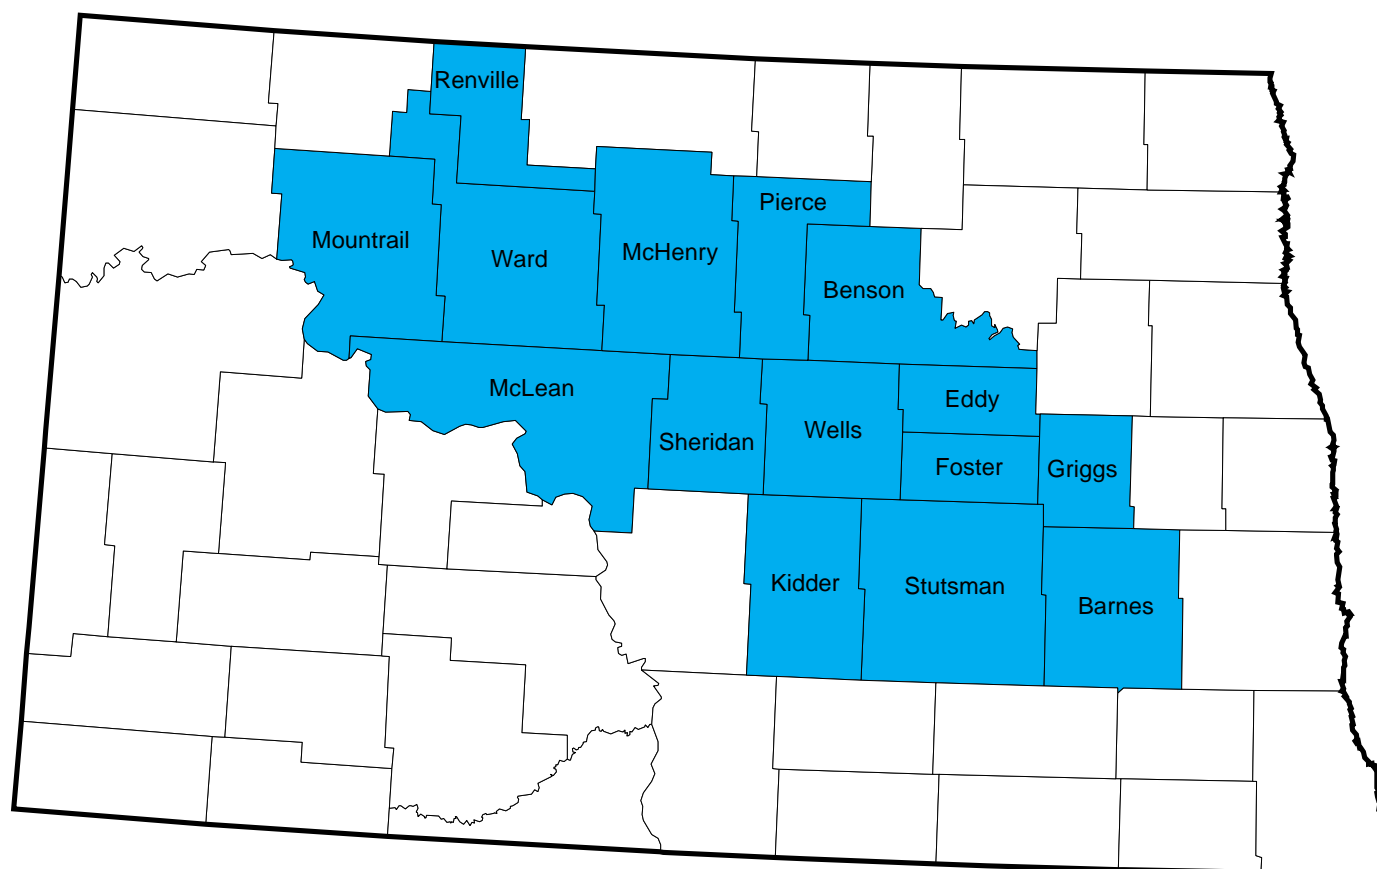 Renville
Pierce
Mountrail
Ward
McHenry
Benson
McLean
Eddy
Sheridan
Wells
Foster
Griggs
Kidder
Stutsman
Barnes